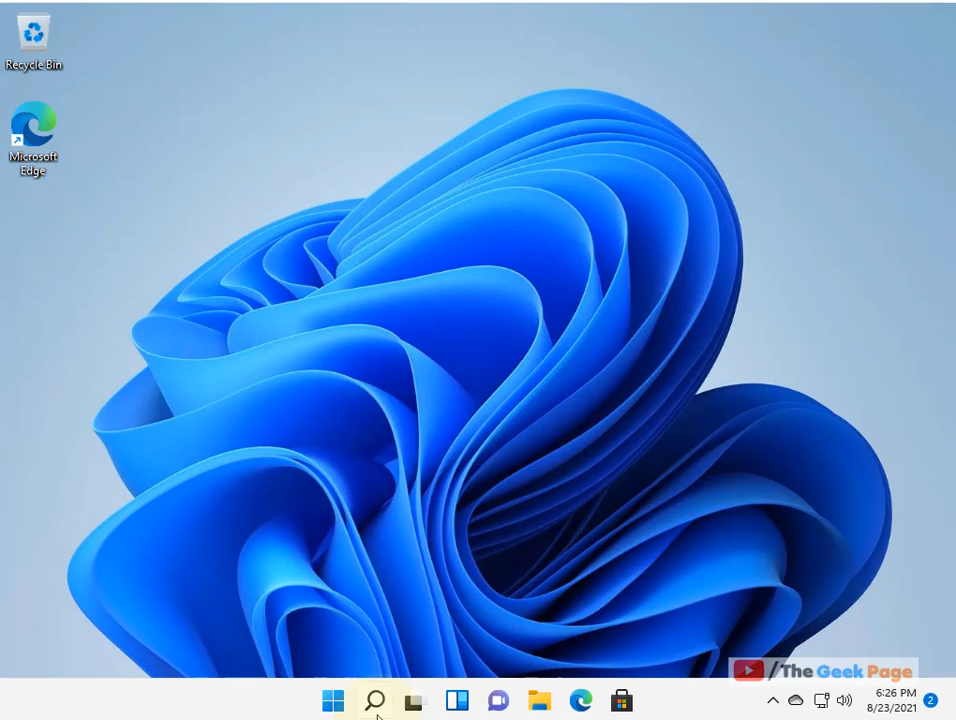 Recycle Bin
Microsoft
Edge
/The Geek Page
6:26 PM
8/23/2021
2